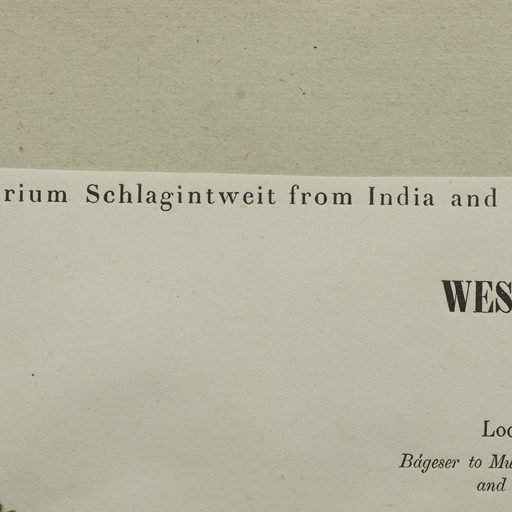 rium Schlagintweit from India and
WES
Loc
Bágeser to Mu
and